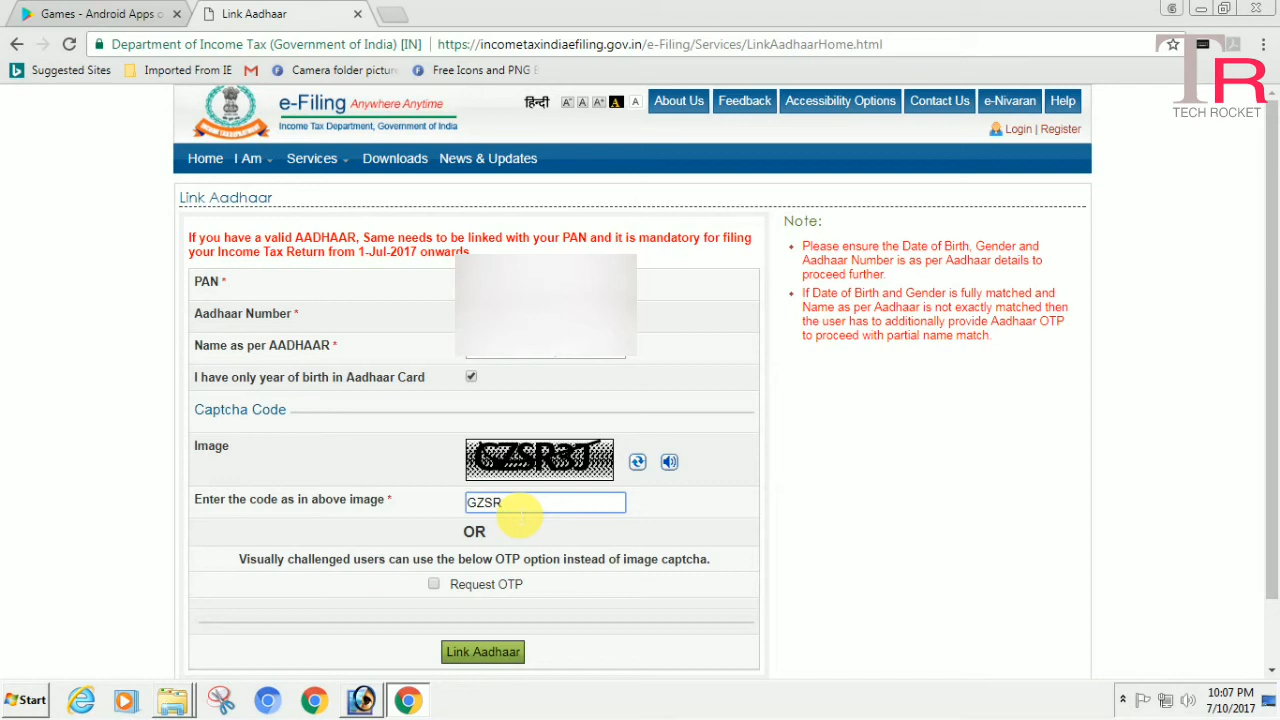 Games - Android Apps o
Link Aadhaar
Department of Income Tax (Government of India) [IN]
https://incometaxindiaefiling.gov.in/e-Filing/Services/LinkAadhaarHome.html
Suggested Sites
Imported From IE
Camera folder pictur
Free Icons and PNG
TR
TECH ROCKET
e-Filing Anywhere Anytime
Income Tax Department, Government of India
हिन्दी
A A A A A
About Us
Feedback
Accessibility Options
Contact Us
e-Nivaran
Help
Login | Register
Home
I Am
Services
Downloads
News & Updates
Link Aadhaar
If you have a valid AADHAAR, Same needs to be linked with your PAN and it is mandatory for filing
your Income Tax Return from 1-Jul-2017 onwards
PAN *
Aadhaar Number *
Name as per AADHAAR *
I have only year of birth in Aadhaar Card
Captcha Code
Image
GZSR3J
Enter the code as in above image *
GZSR
OR
Visually challenged users can use the below OTP option instead of image captcha.
Request OTP
Link Aadhaar
Note:
Please ensure the Date of Birth, Gender and
Aadhaar Number is as per Aadhaar details to
proceed further.
If Date of Birth and Gender is fully matched and
Name as per Aadhaar is not exactly matched then
the user has to additionally provide Aadhaar OTP
to proceed with partial name match.
Start
10:07 PM
7/10/2017